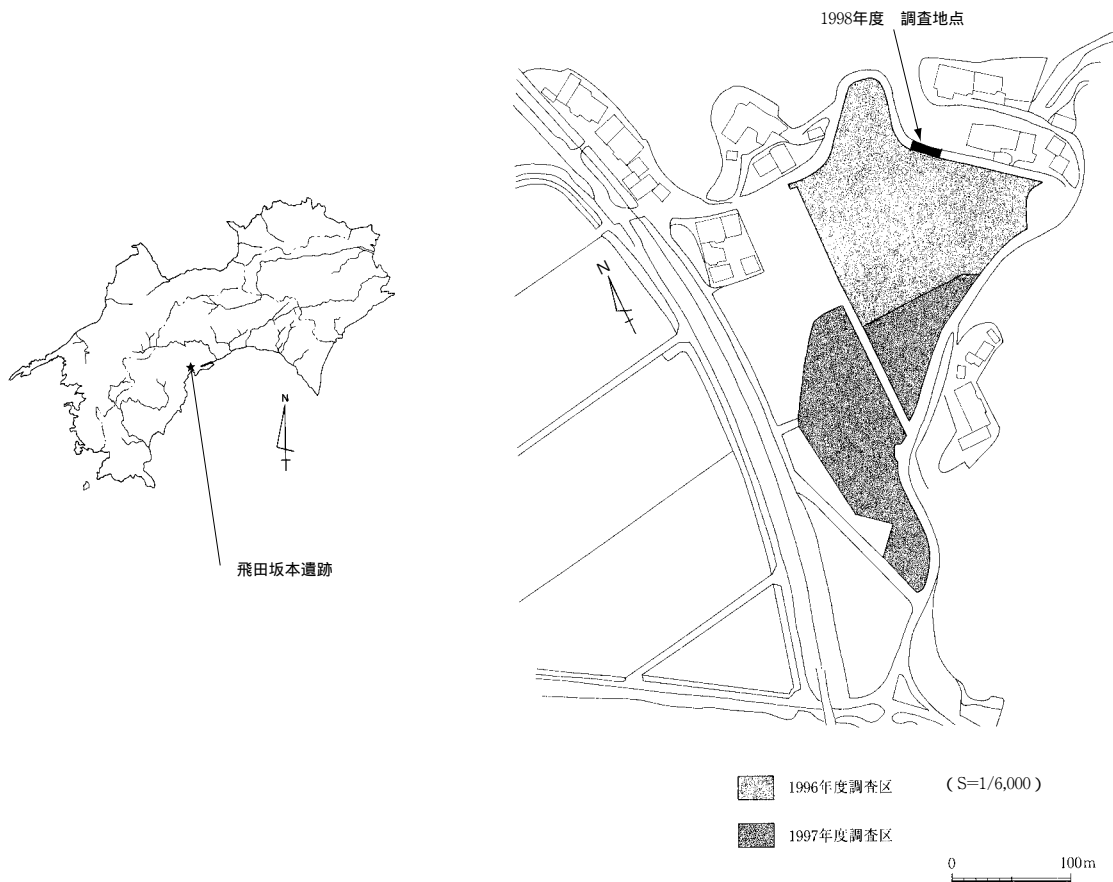 1998年度　調査地点
N
N
飛田坂本遺跡
1996年度調査区
(S=1/6,000)
1997年度調査区
0 100m